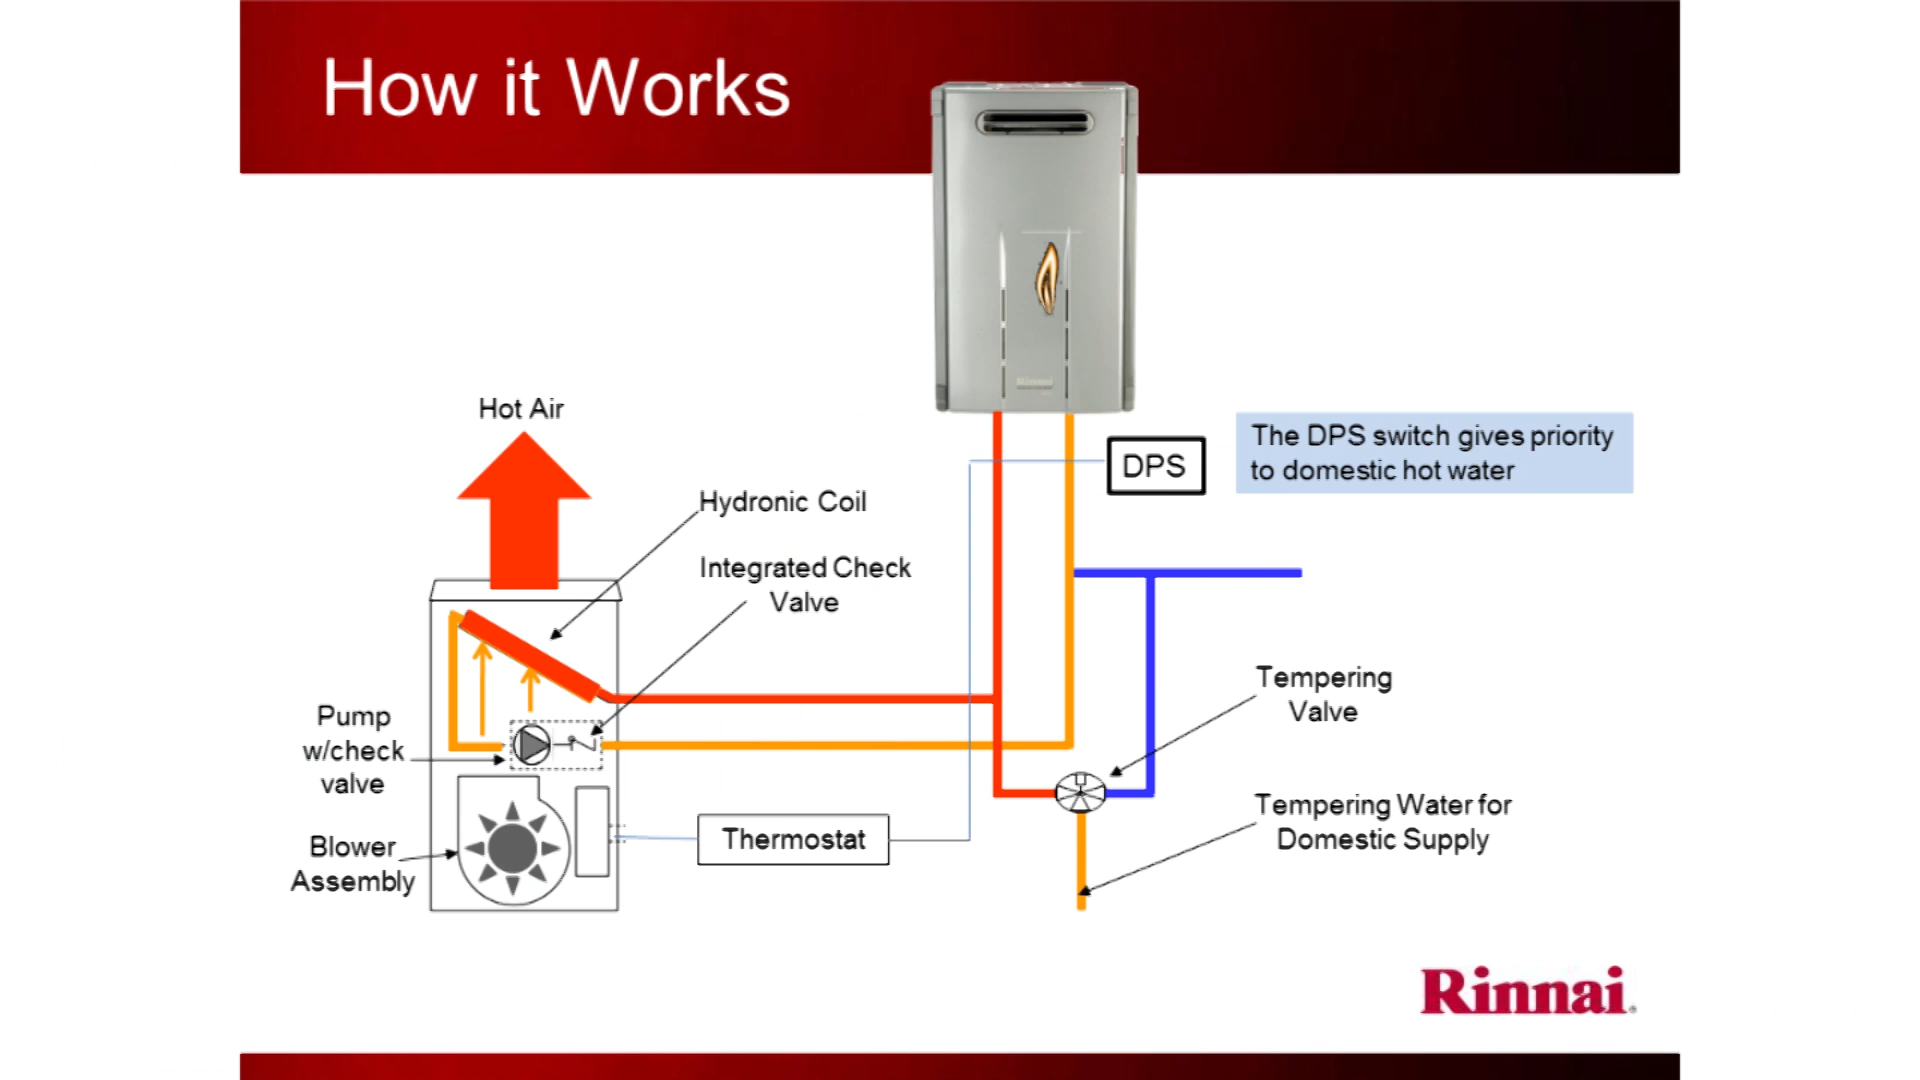 How it Works
Rinnai
Hot Air
DPS
The DPS switch gives priority
to domestic hot water
Hydronic Coil
Integrated Check
Valve
Tempering
Valve
Pump
w/check
valve
Thermostat
Tempering Water for
Domestic Supply
Blower
Assembly
Rinnai